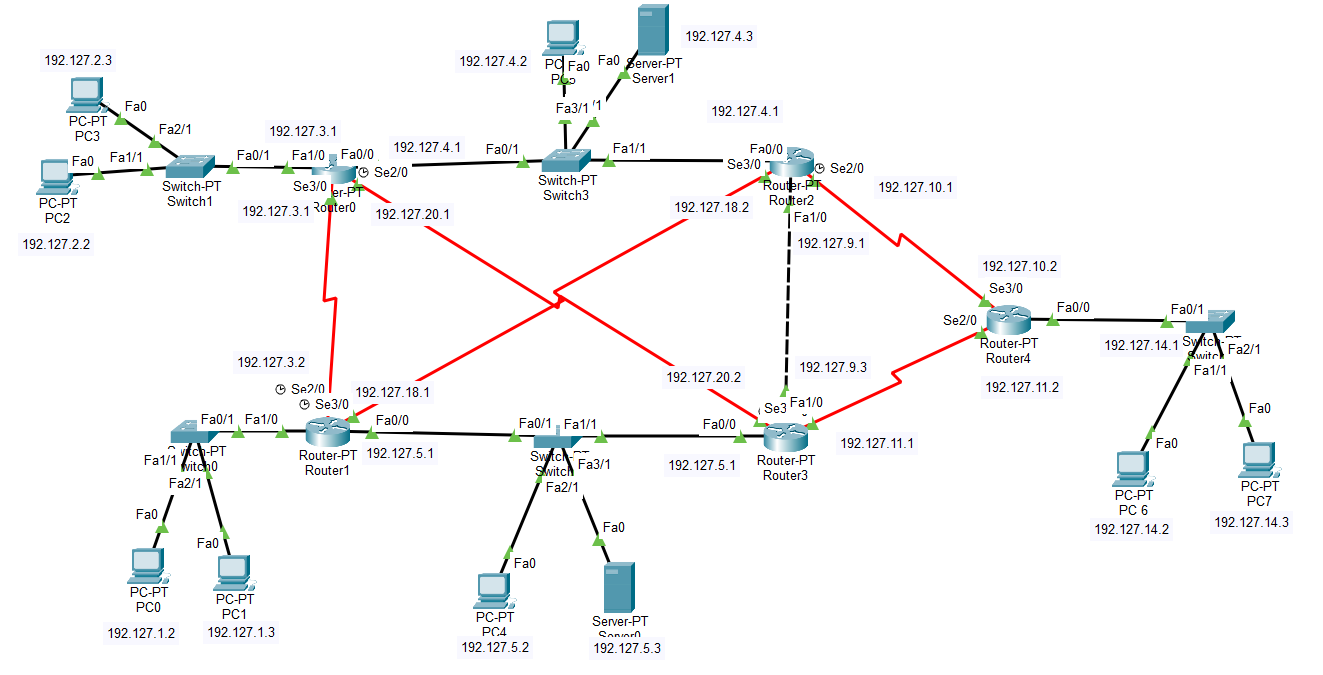 192.127.2.3
Fa0
PC-PT
PC3
Fa2/1
Fa0
Fa1/1
PC-PT
PC2
192.127.2.2
Switch-PT
Switch1
Fa0/1
192.127.3.1
Fa1/0
Fa0/0
Se2/0
Se3/0
Router0
192.127.3.1
192.127.20.1
192.127.4.1
192.127.4.2
Fa0
Fa0
Server-PT
Server1
192.127.4.3
Fa3/1
Fa0/1
Fa1/1
Switch-PT
Switch3
192.127.4.1
Fa0/0
Se3/0
Se2/0
Router-PT
Router2
192.127.18.2
Fa1/0
192.127.9.1
192.127.10.1
192.127.10.2
Se3/0
Se2/0
Fa0/0
Router-PT
Router4
192.127.11.2
Fa0/1
192.127.14.1
Fa2/1
Fa1/1
Fa0
Fa0
PC-PT
PC 6
192.127.14.2
PC-PT
PC7
192.127.14.3
192.127.3.2
Se2/0
Se3/0
192.127.18.1
Fa0/1
Fa1/0
Fa0/0
Router-PT
Router1
192.127.5.1
Fa1/1
Fa2/1
Fa0
Fa0
PC-PT
PC0
192.127.1.2
PC-PT
PC1
192.127.1.3
Fa0/1
Fa1/1
Fa3/1
Fa2/1
Fa0
Fa0
PC-PT
PC4
192.127.5.2
Server-PT
192.127.5.3
192.127.20.2
192.127.9.3
Fa1/0
Fa0/0
192.127.5.1
Router-PT
Router3
192.127.11.1